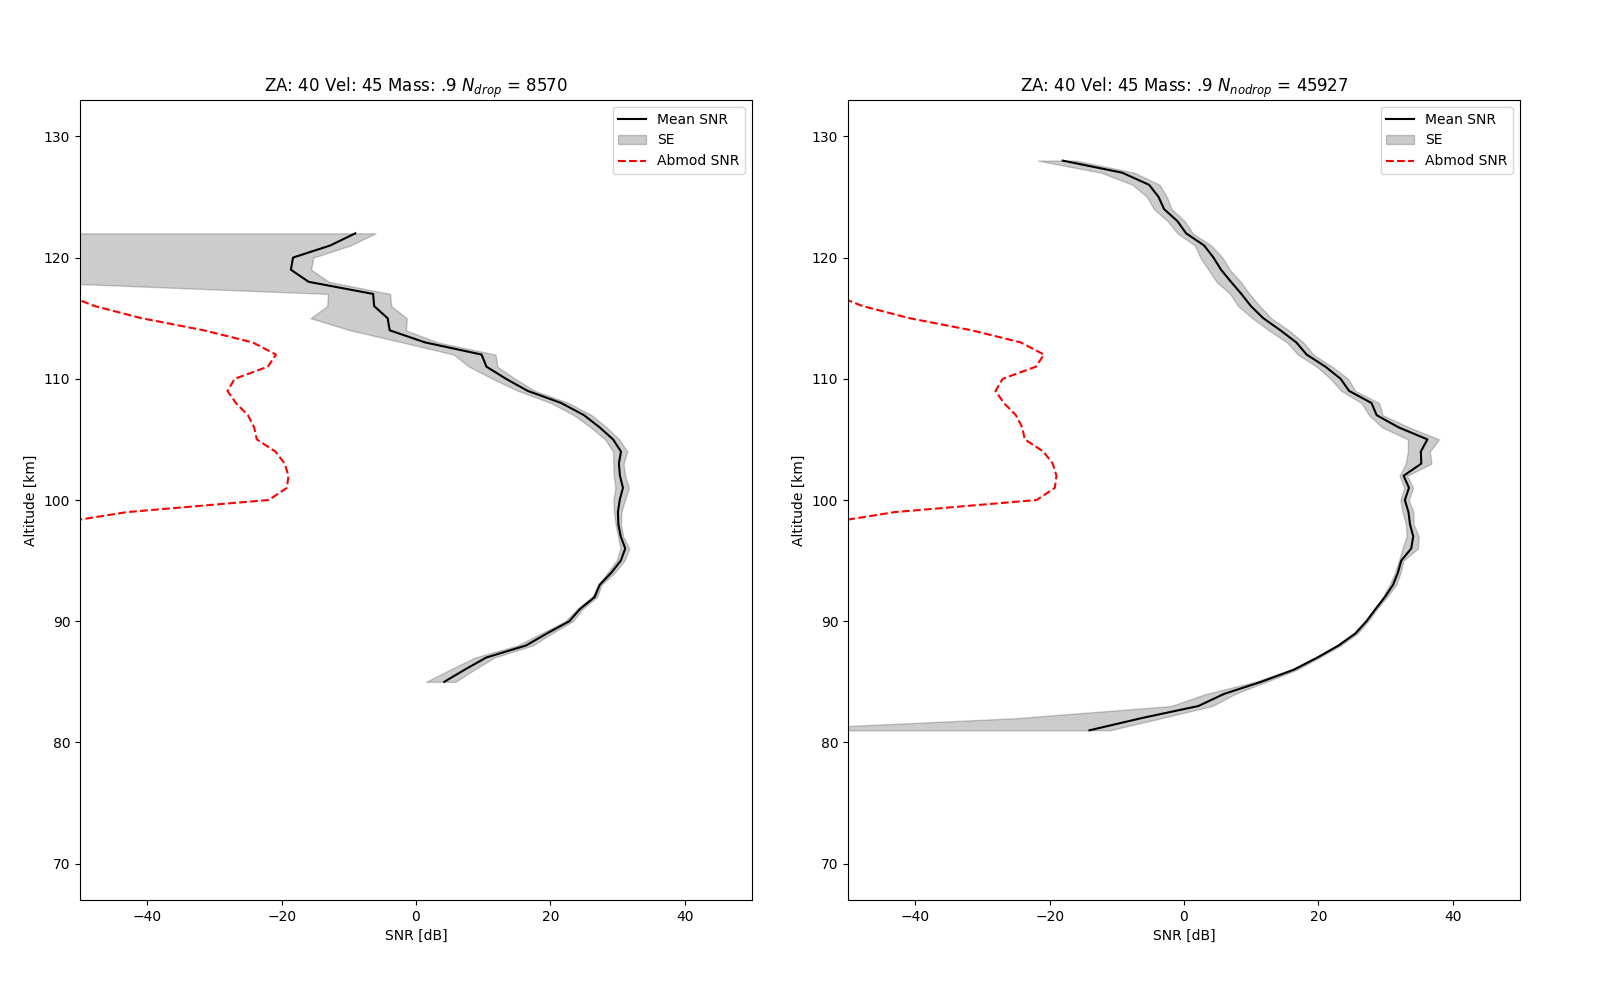 ZA: 40 Vel: 45 Mass: .9 N_drop = 8570
Mean SNR
SE
Abmod SNR
130
120
110
100
90
80
70
Altitude [km]
−40
−20
0
20
40
SNR [dB]
ZA: 40 Vel: 45 Mass: .9 N_nodrop = 45927
Mean SNR
SE
Abmod SNR
130
120
110
100
90
80
70
Altitude [km]
−40
−20
0
20
40
SNR [dB]